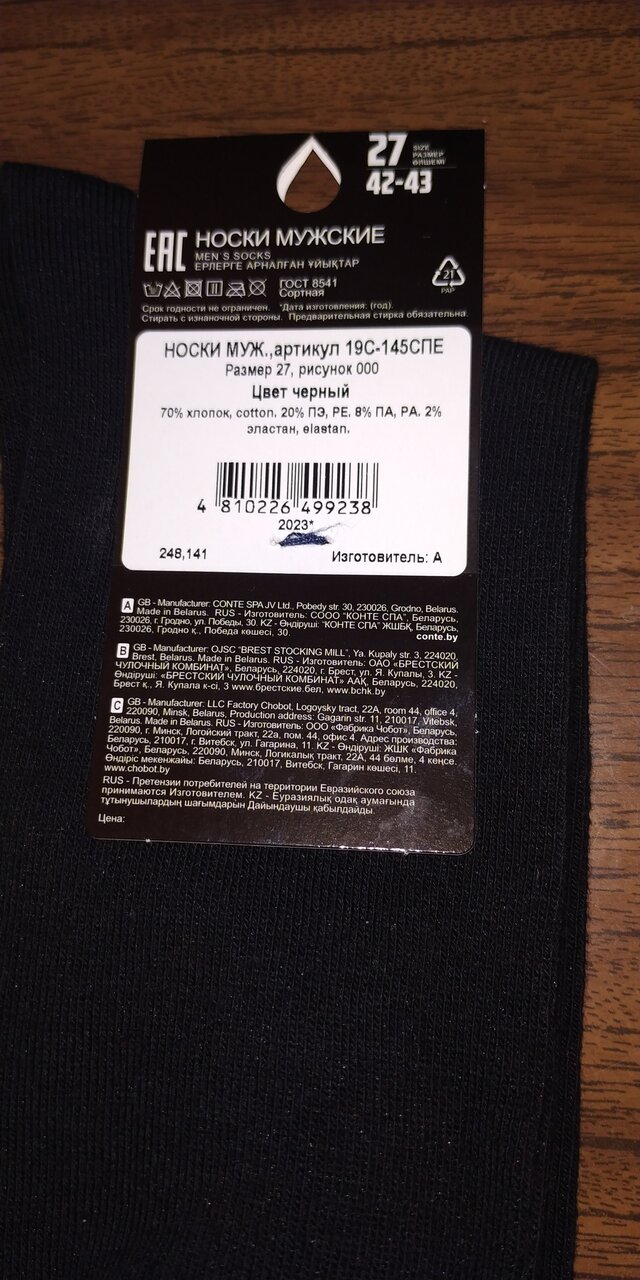 27
SIZE
РАЗМЕР
ӨЛШЕМІ
42-43
EAC
НОСКИ МУЖСКИЕ
MEN'S SOCKS
ЕРЛЕРГЕ АРНАЛҒАН ҰЙЫҚТАР
ГОСТ 8541
Сортная
21
PAP
Срок годности не ограничен. *Дата изготовления: (год).
Стирать с изнаночной стороны. Предварительная стирка обязательна.
НОСКИ МУЖ.,артикул 19С-145СПЕ
Размер 27, рисунок 000
Цвет черный
70% хлопок, cotton. 20% ПЭ, PE. 8% ПА, PA. 2%
эластан, elastan.
4 810226 499238
2023*
248,141
Изготовитель: А
A GB - Manufacturer: CONTE SPA JV Ltd., Pobedy str. 30, 230026, Grodno, Belarus.
Made in Belarus. RUS - Изготовитель: СООО "КОНТЕ СПА", Беларусь,
230026, г. Гродно, ул. Победы, 30. KZ - Өндіруші: "КОНТЕ СПА" ЖШБҚ, Беларусь,
230026, Гродно қ., Победа көшесі, 30.
conte.by
B GB - Manufacturer: OJSC "BREST STOCKING MILL", Ya. Kupaly str. 3, 224020,
Brest, Belarus. Made in Belarus. RUS - Изготовитель: ОАО «БРЕСТСКИЙ
ЧУЛОЧНЫЙ КОМБИНАТ», Беларусь, 224020, г. Брест, ул. Я. Купалы, 3. KZ -
Өндіруші: «БРЕСТСКИЙ ЧУЛОЧНЫЙ КОМБИНАТ» ААҚ, Беларусь, 224020,
Брест қ., Я. Купала к-сі, 3 www.брестские.бел, www.bchk.by
C GB - Manufacturer: LLC Factory Chobot, Logoysky tract, 22A, room 44, office 4,
220090, Minsk, Belarus, Production address: Gagarin str. 11, 210017, Vitebsk,
Belarus. Made in Belarus. RUS - Изготовитель: ООО «Фабрика Чобот», Беларусь,
220090, г. Минск, Логойский тракт, 22а, пом. 44, офис 4. Адрес производства:
Беларусь, 210017, г. Витебск, ул. Гагарина, 11. KZ - Өндіруші: ЖШК «Фабрика
Чобот», Беларусь, 220090, Минск, Логикалық тракт, 22А, 44 бөлме, 4 кеңсе.
Өндіріс мекенжайы: Беларусь, 210017, Витебск, Гагарин көшесі, 11.
www.chobot.by
RUS - Претензии потребителей на территории Евразийского союза
принимаются Изготовителем. KZ - Еуразиялық одақ аумағында
тұтынушылардың шағымдарын Дайындаушы қабылдайды.
Цена: